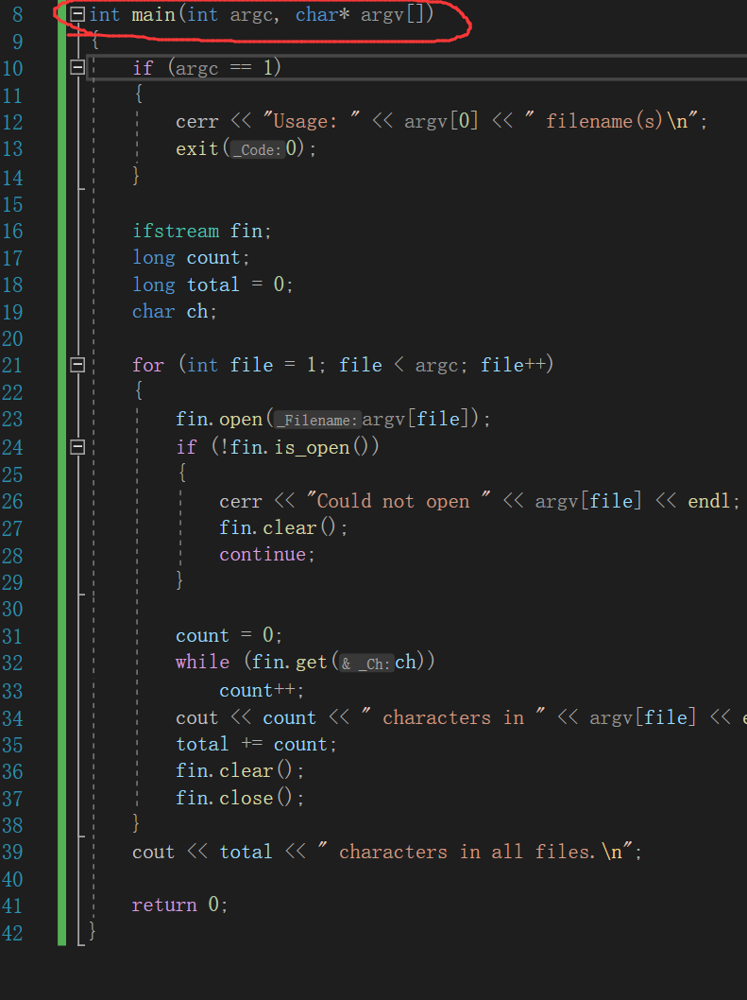 8 int main(int argc, char* argv[])
9 {
10 if (argc == 1)
11 {
12 cerr << "Usage: " << argv[0] << " filename(s)\n";
13 exit(_Code:0);
14 }
15
16 ifstream fin;
17 long count;
18 long total = 0;
19 char ch;
20
21 for (int file = 1; file < argc; file++)
22 {
23 fin.open(_Filename:argv[file]);
24 if (!fin.is_open())
25 {
26 cerr << "Could not open " << argv[file] << endl;
27 fin.clear();
28 continue;
29 }
30
31 count = 0;
32 while (fin.get(& _Ch:ch))
33 count++;
34 cout << count << " characters in " << argv[file] <<
35 total += count;
36 fin.clear();
37 fin.close();
38 }
39 cout << total << " characters in all files.\n";
40
41 return 0;
42 }